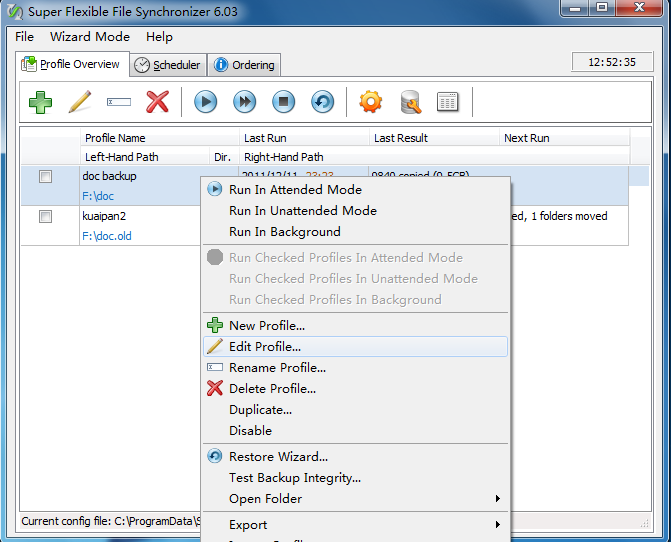 Super Flexible File Synchronizer 6.03
File Wizard Mode Help
Profile Overview Scheduler Ordering 12:52:35
Profile Name Last Run Last Result Next Run
Left-Hand Path Dir. Right-Hand Path
doc backup 2011/12/11 23:23 9840 copied (0.5GB)
F:\doc
kuaipan2 ed, 1 folders moved
F:\doc.old
Run In Attended Mode
Run In Unattended Mode
Run In Background
Run Checked Profiles In Attended Mode
Run Checked Profiles In Unattended Mode
Run Checked Profiles In Background
New Profile...
Edit Profile...
Rename Profile...
Delete Profile...
Duplicate...
Disable
Restore Wizard...
Test Backup Integrity...
Open Folder
Export
Current config file: C:\ProgramData\S